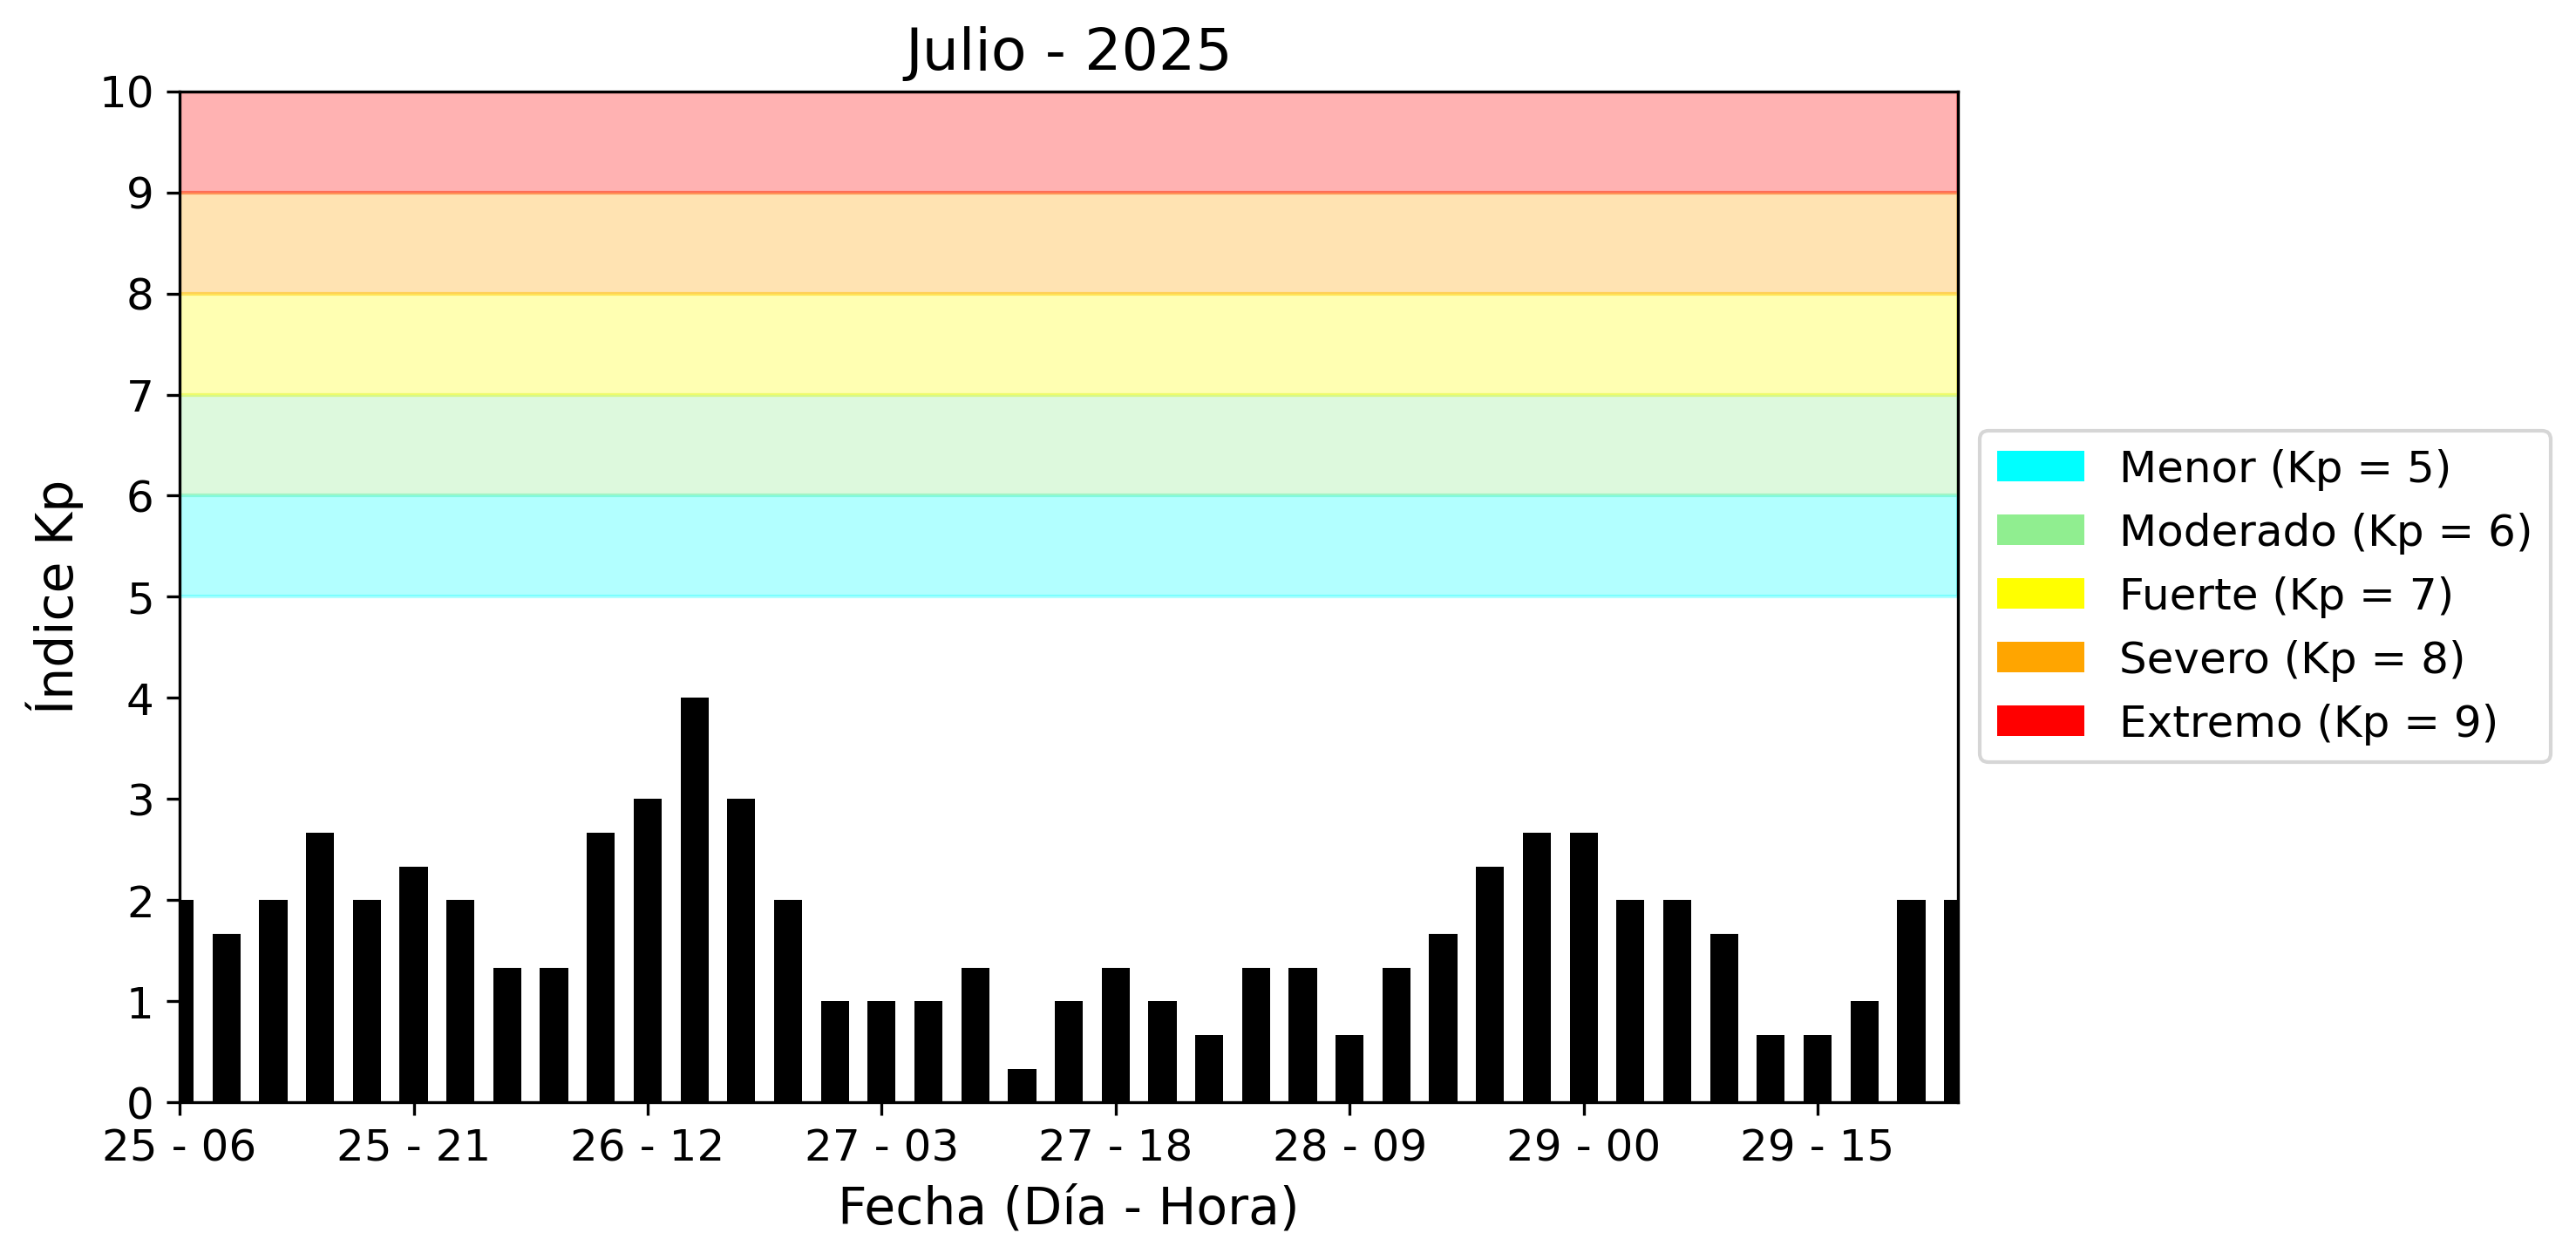 Julio - 2025
10
9
8
7
6
5
4
3
2
1
0
Índice Kp
25 - 06 25 - 21 26 - 12 27 - 03 27 - 18 28 - 09 29 - 00 29 - 15
Fecha (Día - Hora)
Menor (Kp = 5)
Moderado (Kp = 6)
Fuerte (Kp = 7)
Severo (Kp = 8)
Extremo (Kp = 9)